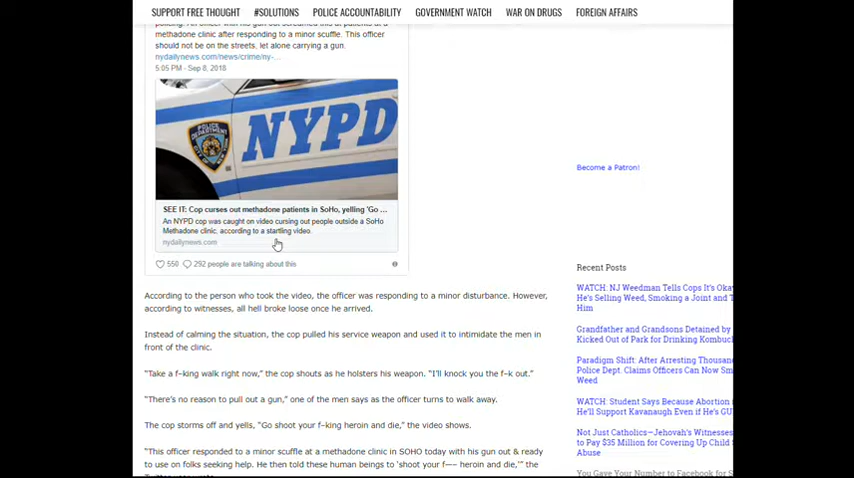 SUPPORT FREE THOUGHT #SOLUTIONS POLICE ACCOUNTABILITY GOVERNMENT WATCH WAR ON DRUGS FOREIGN AFFAIRS
methadone clinic after responding to a minor scuffle. This officer
should not be on the streets, let alone carrying a gun.
nydailynews.com/news/crime/ny-...
5:05 PM - Sep 8, 2018
POLICE DEPARTMENT
NYPD
SEE IT: Cop curses out methadone patients in SoHo, yelling 'Go ...
An NYPD cop was caught on video cursing out people outside a SoHo
Methadone clinic, according to a startling video.
nydailynews.com
550 292 people are talking about this
According to the person who took the video, the officer was responding to a minor disturbance. However,
according to witnesses, all hell broke loose once he arrived.
Instead of calming the situation, the cop pulled his service weapon and used it to intimidate the men in
front of the clinic.
“Take a f–king walk right now,” the cop shouts as he holsters his weapon. “I’ll knock you the f–k out.”
“There’s no reason to pull out a gun,” one of the men says as the officer turns to walk away.
The cop storms off and yells, “Go shoot your f–king heroin and die,” the video shows.
“This officer responded to a minor scuffle at a methadone clinic in SOHO today with his gun out & ready
to use on folks seeking help. He then told these human beings to ‘shoot your f—– heroin and die,’” the
Become a Patron!
Recent Posts
WATCH: NJ Weedman Tells Cops It’s Okay
He’s Selling Weed, Smoking a Joint and T
Him
Grandfather and Grandsons Detained by
Kicked Out of Park for Drinking Kombuc
Paradigm Shift: After Arresting Thousan
Police Dept. Claims Officers Can Now Sm
Weed
WATCH: Student Says Because Abortion i
He’ll Support Kavanaugh Even if He’s GU
Not Just Catholics—Jehovah’s Witnesses
to Pay $35 Million for Covering Up Child
Abuse
You Gave Your Number to Facebook for S